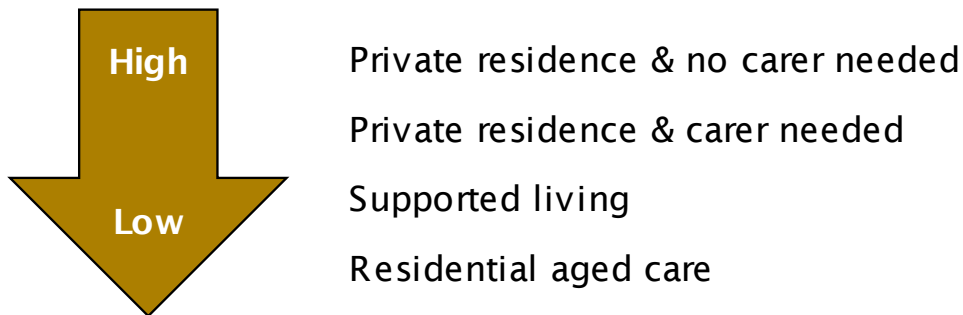 High
Private residence & no carer needed
Private residence & carer needed
Supported living
Low
Residential aged care